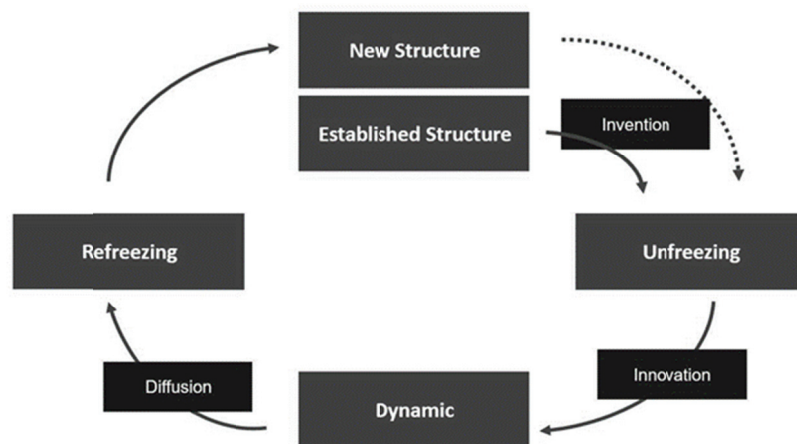 New Structure
Established Structure
Invention
Refreezing
Unfreezing
Diffusion
Dynamic
Innovation